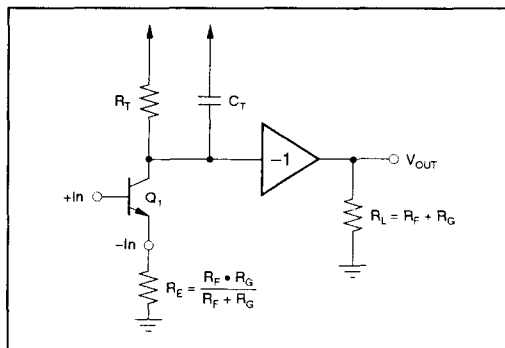 R_T
C_T
−1
V_OUT
+In
Q_1
R_L = R_F + R_G
−In
R_E = R_F • R_G / R_F + R_G